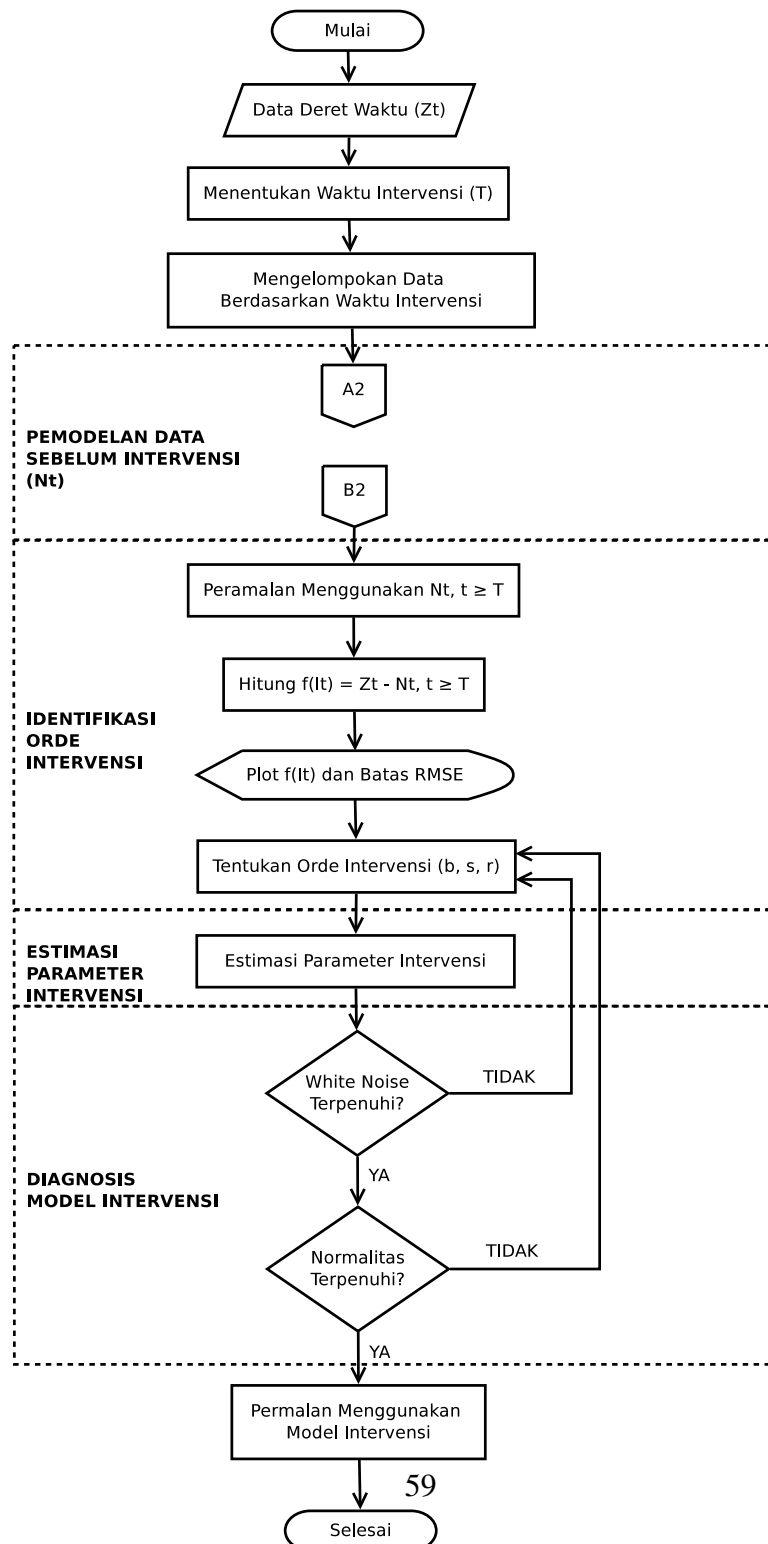 Mulai
Data Deret Waktu (Zt)
Menentukan Waktu Intervensi (T)
Mengelompokan Data
Berdasarkan Waktu Intervensi
A2
PEMODELAN DATA
SEBELUM INTERVENSI
(Nt)
B2
Peramalan Menggunakan Nt, t ≥ T
Hitung f(It) = Zt - Nt, t ≥ T
IDENTIFIKASI
ORDE
INTERVENSI
Plot f(It) dan Batas RMSE
Tentukan Orde Intervensi (b, s, r)
ESTIMASI
PARAMETER
INTERVENSI
Estimasi Parameter Intervensi
White Noise
Terpenuhi?
TIDAK
YA
DIAGNOSIS
MODEL INTERVENSI
Normalitas
Terpenuhi?
TIDAK
YA
Permalan Menggunakan
Model Intervensi
59
Selesai